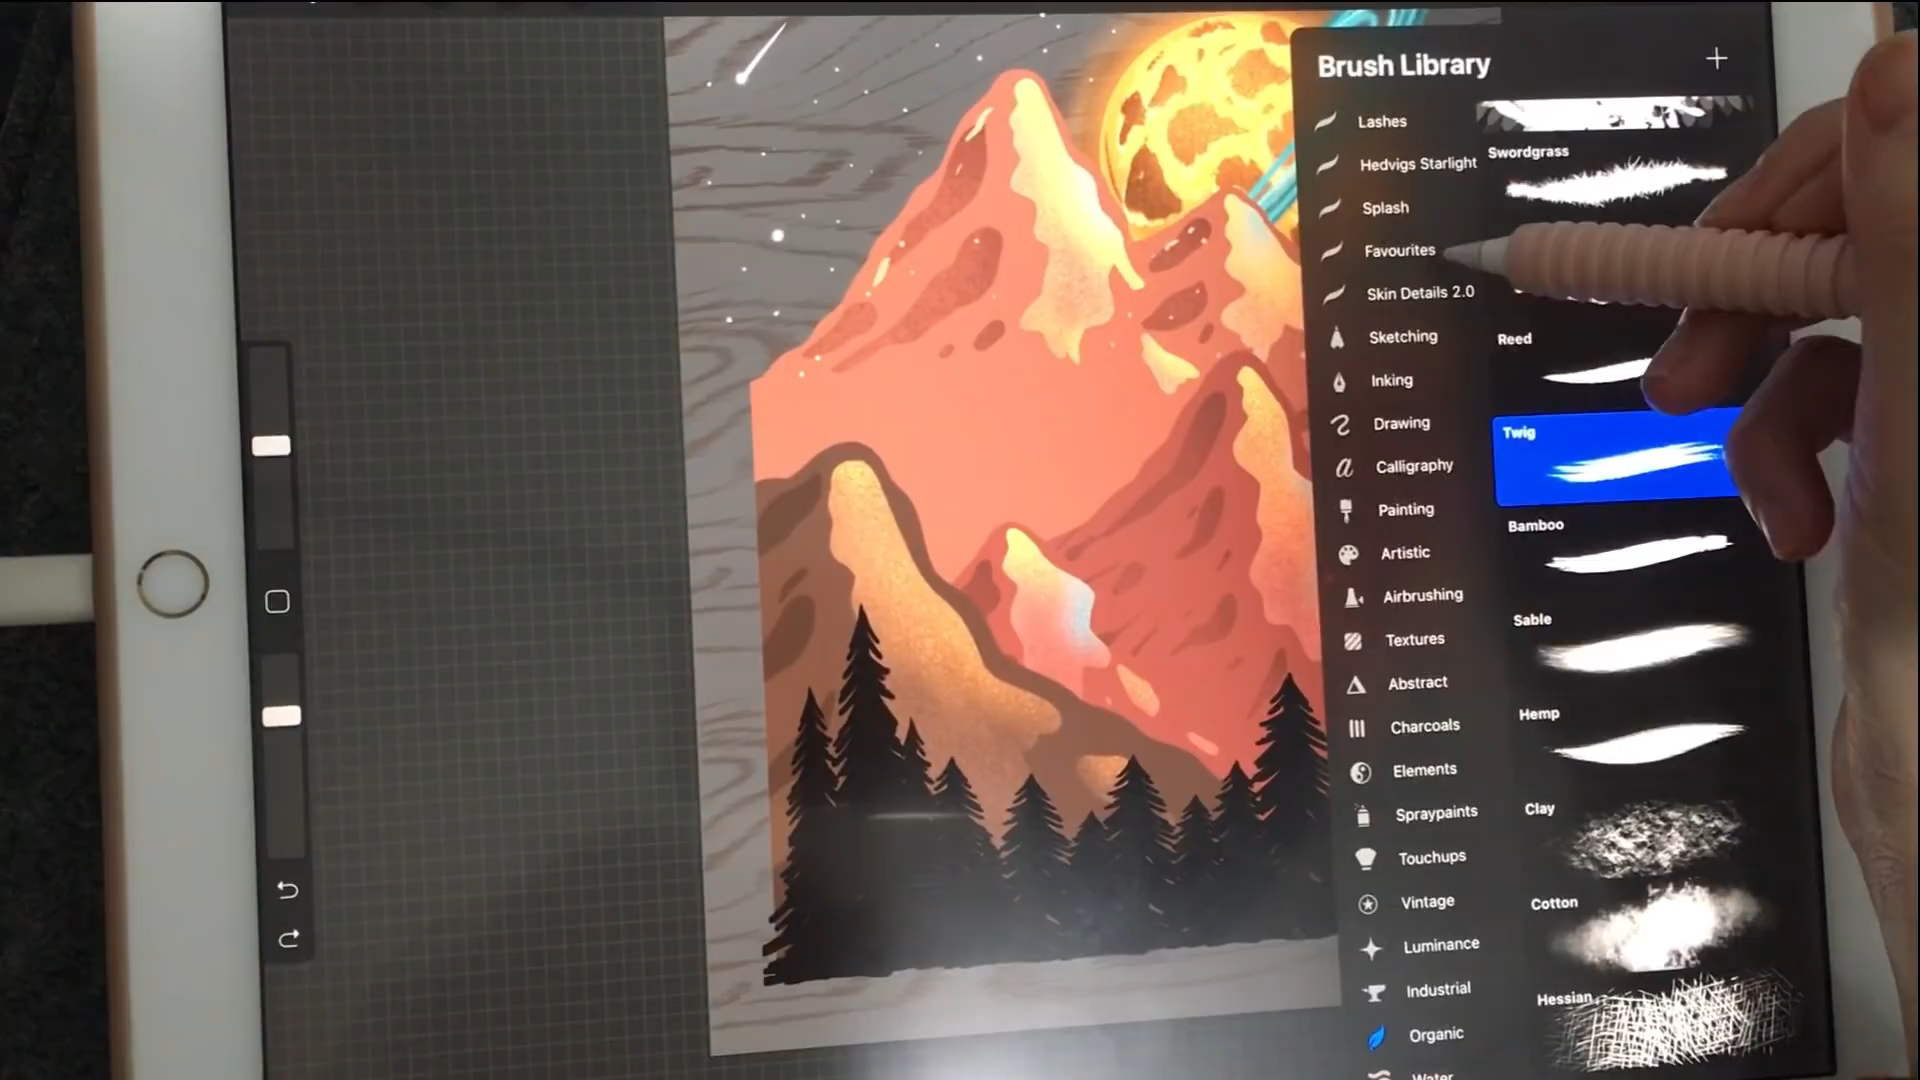 Brush Library
Lashes
Hedvigs Starlight
Splash
Favourites
Skin Details 2.0
Sketching
Inking
Drawing
Calligraphy
Painting
Artistic
Airbrushing
Textures
Abstract
Charcoals
Elements
Spraypaints
Touchups
Vintage
Luminance
Industrial
Organic
Water
Swordgrass
Reed
Twig
Bamboo
Sable
Hemp
Clay
Cotton
Hessian